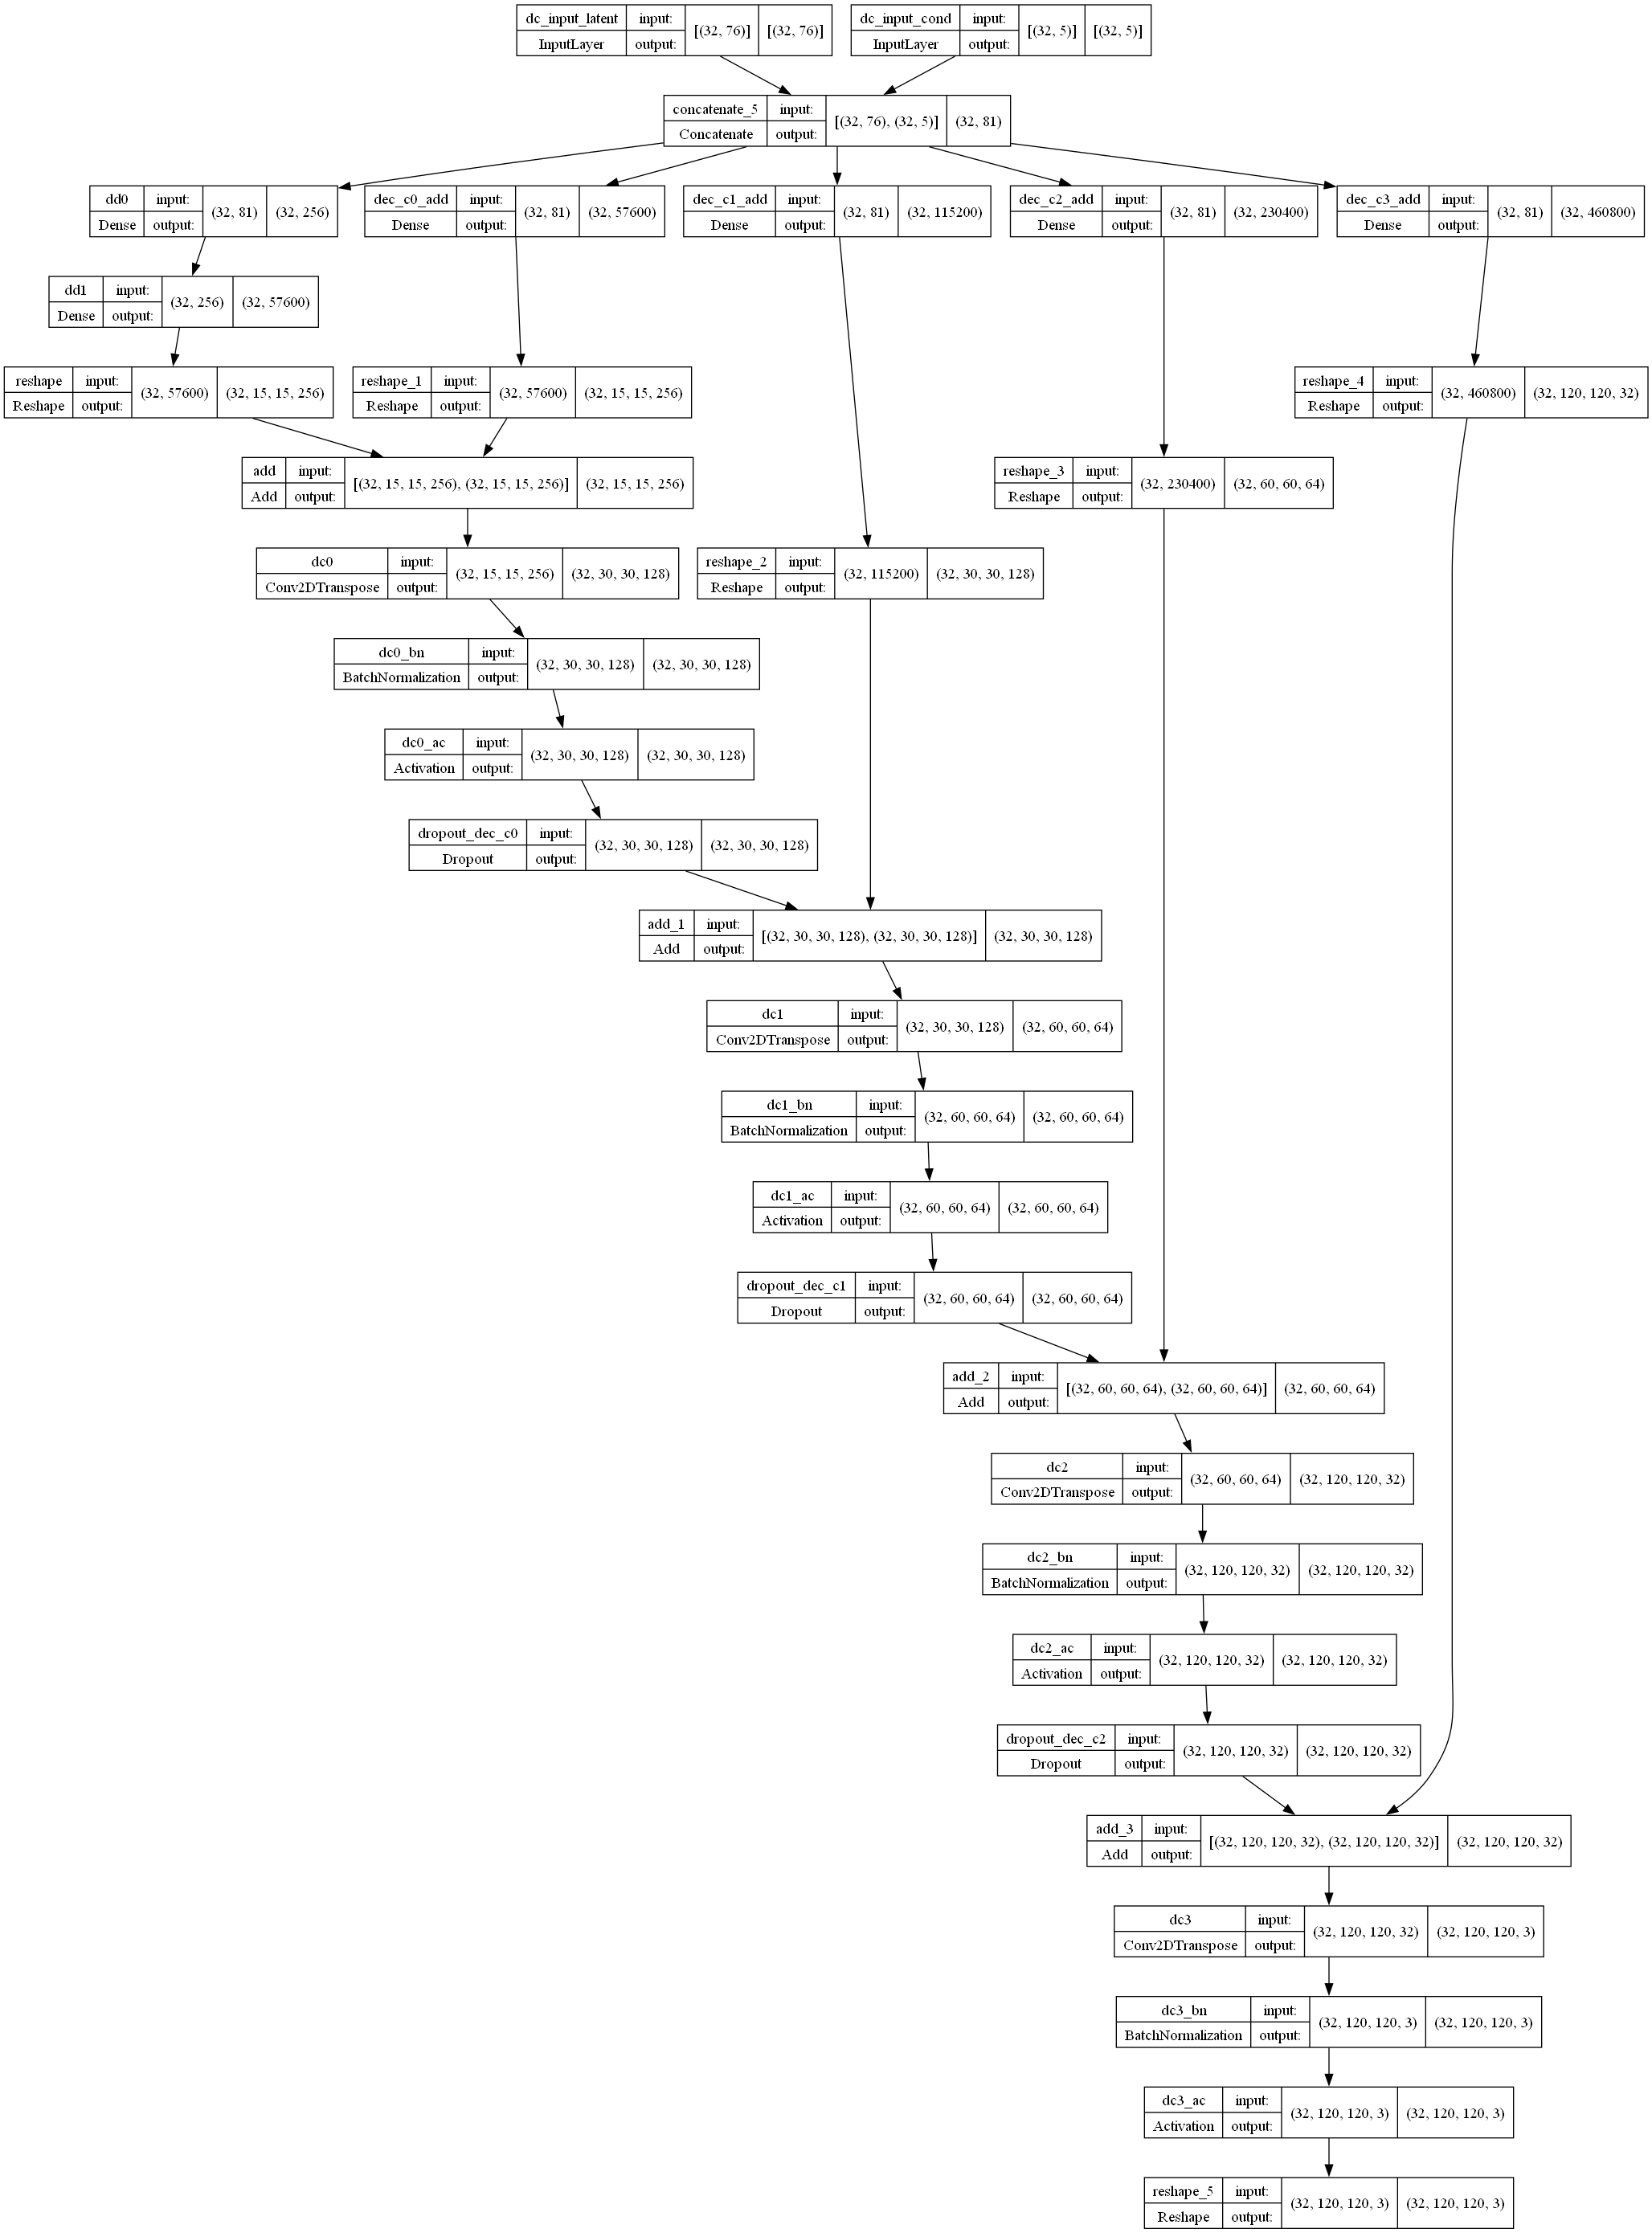 dc_input_latent input: [(32, 76)] [(32, 76)]
InputLayer output:
dc_input_cond input: [(32, 5)] [(32, 5)]
InputLayer output:
concatenate_5 input: [(32, 76), (32, 5)] (32, 81)
Concatenate output:
dd0 input: (32, 81) (32, 256)
Dense output:
dec_c0_add input: (32, 81) (32, 57600)
Dense output:
dec_c1_add input: (32, 81) (32, 115200)
Dense output:
dec_c2_add input: (32, 81) (32, 230400)
Dense output:
dec_c3_add input: (32, 81) (32, 460800)
Dense output:
dd1 input: (32, 256) (32, 57600)
Dense output:
reshape input: (32, 57600) (32, 15, 15, 256)
Reshape output:
reshape_1 input: (32, 57600) (32, 15, 15, 256)
Reshape output:
reshape_4 input: (32, 460800) (32, 120, 120, 32)
Reshape output:
add input: [(32, 15, 15, 256), (32, 15, 15, 256)] (32, 15, 15, 256)
Add output:
reshape_3 input: (32, 230400) (32, 60, 60, 64)
Reshape output:
dc0 input: (32, 15, 15, 256) (32, 30, 30, 128)
Conv2DTranspose output:
reshape_2 input: (32, 115200) (32, 30, 30, 128)
Reshape output:
dc0_bn input: (32, 30, 30, 128) (32, 30, 30, 128)
BatchNormalization output:
dc0_ac input: (32, 30, 30, 128) (32, 30, 30, 128)
Activation output:
dropout_dec_c0 input: (32, 30, 30, 128) (32, 30, 30, 128)
Dropout output:
add_1 input: [(32, 30, 30, 128), (32, 30, 30, 128)] (32, 30, 30, 128)
Add output:
dc1 input: (32, 30, 30, 128) (32, 60, 60, 64)
Conv2DTranspose output:
dc1_bn input: (32, 60, 60, 64) (32, 60, 60, 64)
BatchNormalization output:
dc1_ac input: (32, 60, 60, 64) (32, 60, 60, 64)
Activation output:
dropout_dec_c1 input: (32, 60, 60, 64) (32, 60, 60, 64)
Dropout output:
add_2 input: [(32, 60, 60, 64), (32, 60, 60, 64)] (32, 60, 60, 64)
Add output:
dc2 input: (32, 60, 60, 64) (32, 120, 120, 32)
Conv2DTranspose output:
dc2_bn input: (32, 120, 120, 32) (32, 120, 120, 32)
BatchNormalization output:
dc2_ac input: (32, 120, 120, 32) (32, 120, 120, 32)
Activation output:
dropout_dec_c2 input: (32, 120, 120, 32) (32, 120, 120, 32)
Dropout output:
add_3 input: [(32, 120, 120, 32), (32, 120, 120, 32)] (32, 120, 120, 32)
Add output:
dc3 input: (32, 120, 120, 32) (32, 120, 120, 3)
Conv2DTranspose output:
dc3_bn input: (32, 120, 120, 3) (32, 120, 120, 3)
BatchNormalization output:
dc3_ac input: (32, 120, 120, 3) (32, 120, 120, 3)
Activation output:
reshape_5 input: (32, 120, 120, 3) (32, 120, 120, 3)
Reshape output: